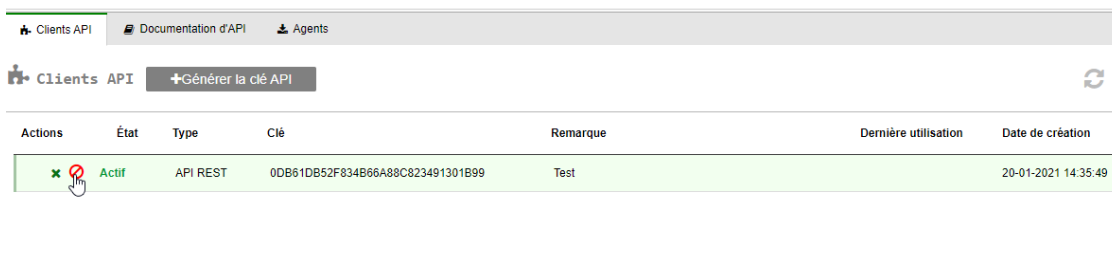 Clients API Documentation d'API Agents
Clients API +Générer la clé API
Actions État Type Clé Remarque Dernière utilisation Date de création
Actif API REST 0DB61DB52F834B66A88C823491301B99 Test 20-01-2021 14:35:49